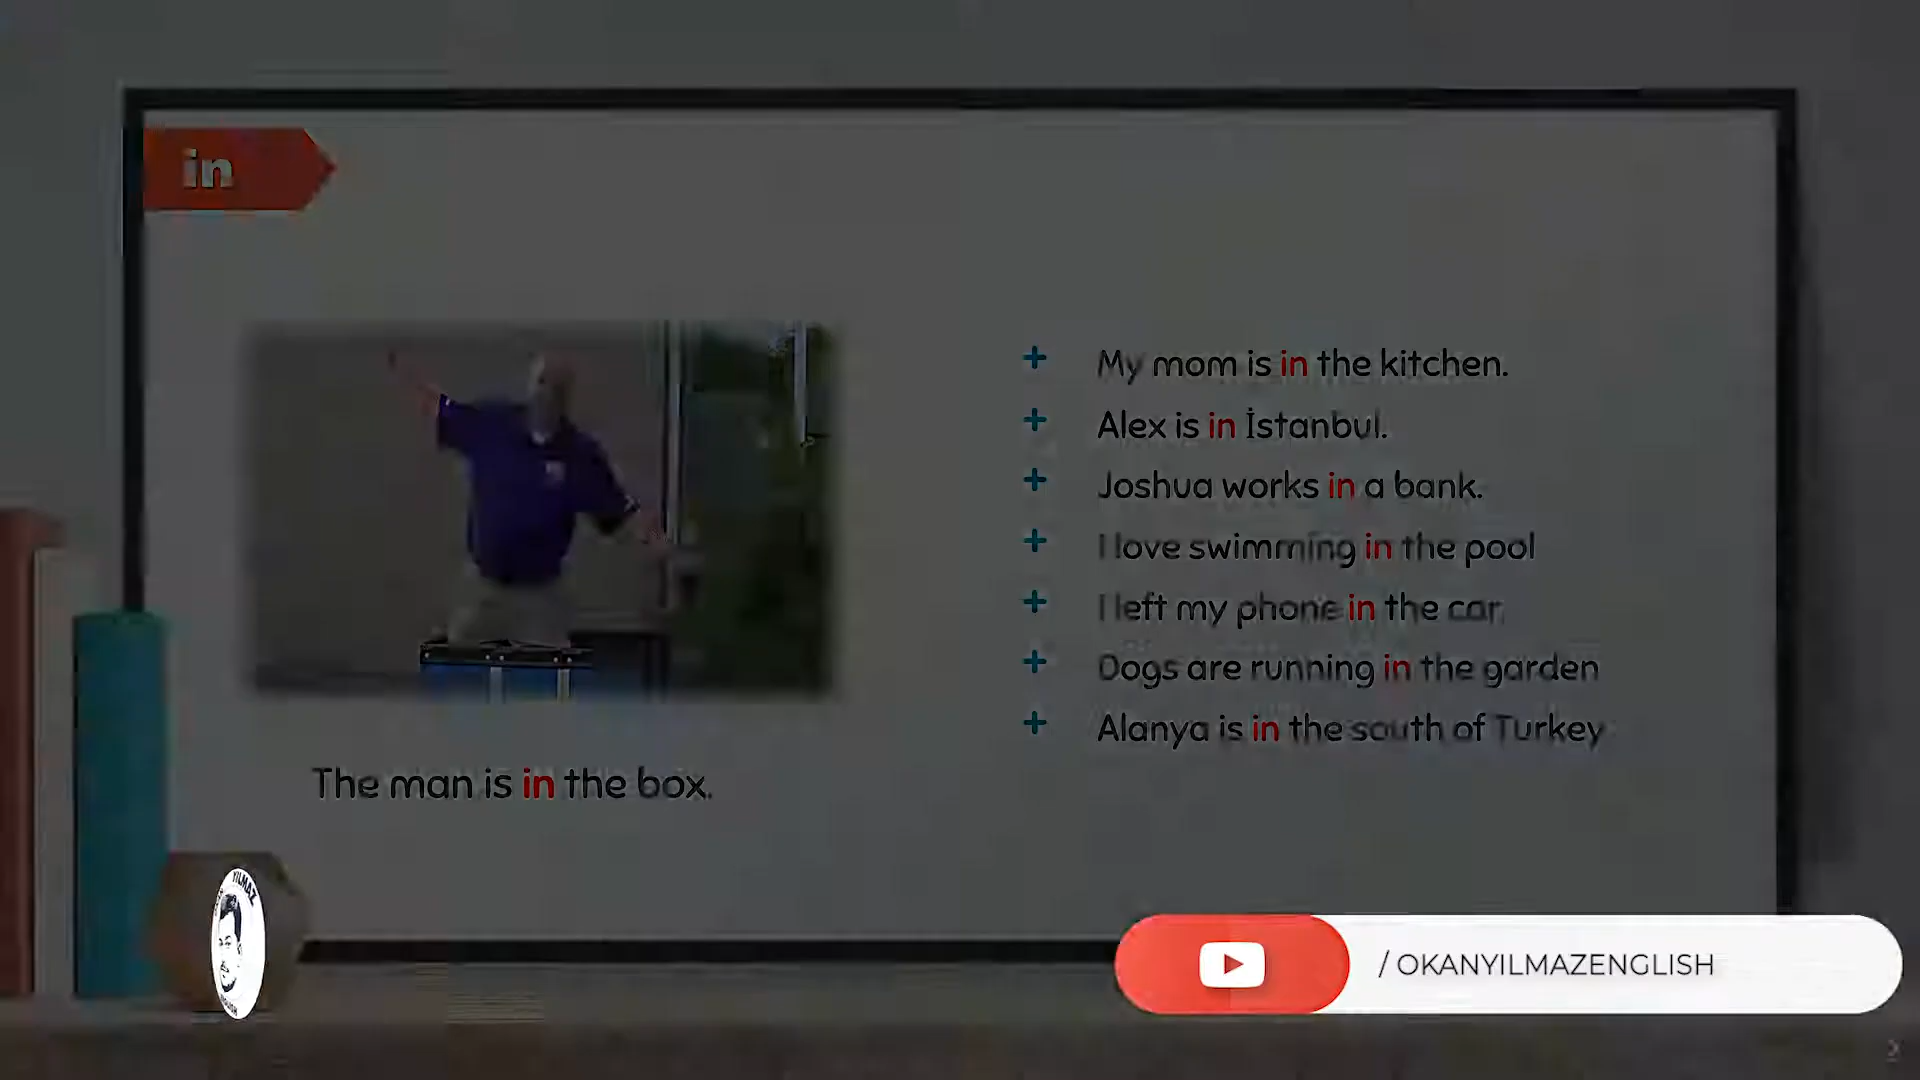 in
My mom is in the kitchen.
Alex is in İstanbul.
Joshua works in a bank.
I love swimming in the pool
I left my phone in the car.
Dogs are running in the garden
Alanya is in the south of Turkey
The man is in the box.
YILMAZ
/ OKANYILMAZENGLISH
2